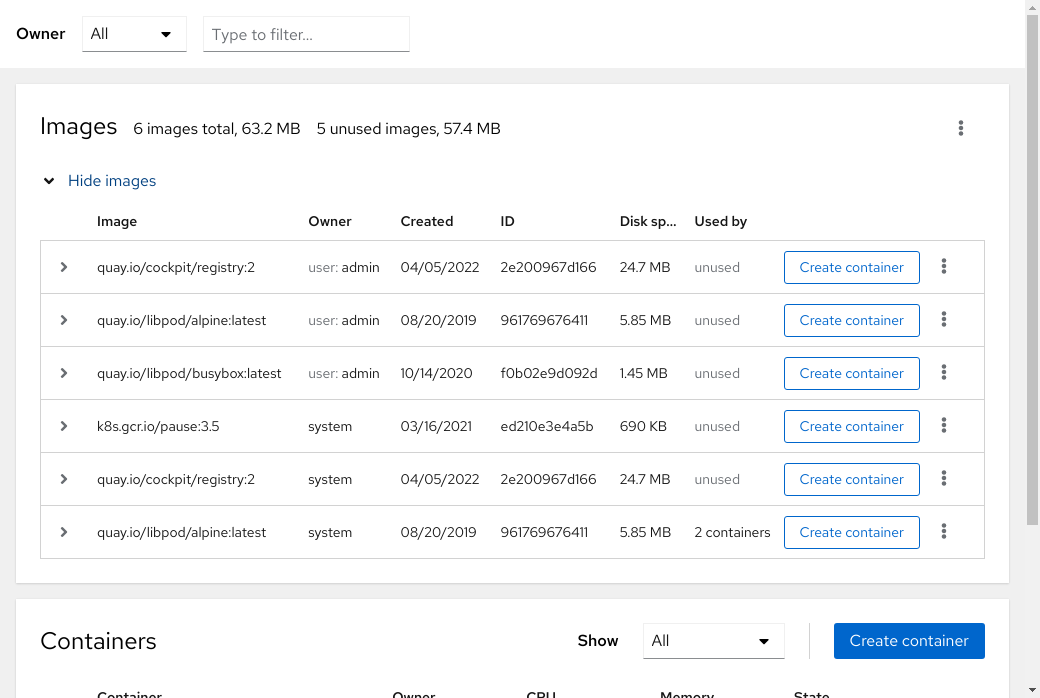 Owner All Type to filter...
Images 6 images total, 63.2 MB 5 unused images, 57.4 MB
Hide images
Image Owner Created ID Disk sp... Used by
quay.io/cockpit/registry:2 user: admin 04/05/2022 2e200967d166 24.7 MB unused Create container
quay.io/libpod/alpine:latest user: admin 08/20/2019 961769676411 5.85 MB unused Create container
quay.io/libpod/busybox:latest user: admin 10/14/2020 f0b02e9d092d 1.45 MB unused Create container
k8s.gcr.io/pause:3.5 system 03/16/2021 ed210e3e4a5b 690 KB unused Create container
quay.io/cockpit/registry:2 system 04/05/2022 2e200967d166 24.7 MB unused Create container
quay.io/libpod/alpine:latest system 08/20/2019 961769676411 5.85 MB 2 containers Create container
Containers Show All Create container
Container Owner CPU Memory State